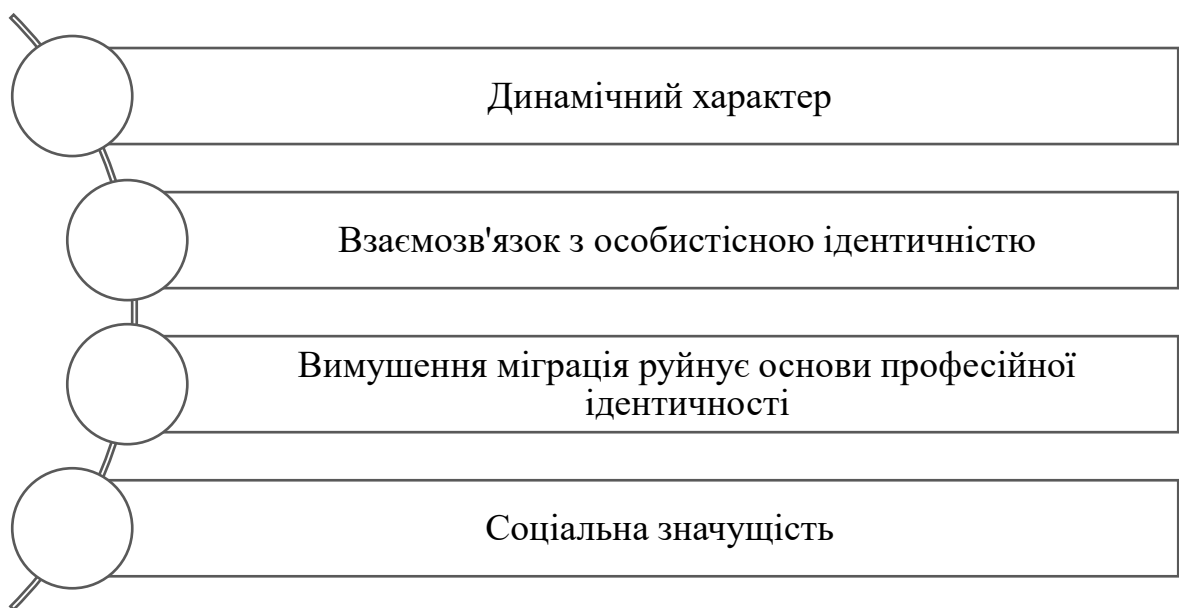 Динамічний характер
Взаємозв'язок з особистісною ідентичністю
Вимушення міграція руйнує основи професійної
ідентичності
Соціальна значущість